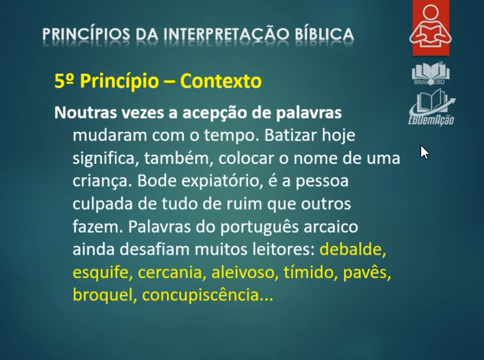 PRINCÍPIOS DA INTERPRETAÇÃO BÍBLICA
5º Princípio – Contexto
Noutras vezes a acepção de palavras
mudaram com o tempo. Batizar hoje
significa, também, colocar o nome de uma
criança. Bode expiatório, é a pessoa
culpada de tudo de ruim que outros
fazem. Palavras do português arcaico
ainda desafiam muitos leitores: debalde,
esquife, cercania, aleivoso, tímido, pavês,
broquel, concupiscência...
EBDemAção